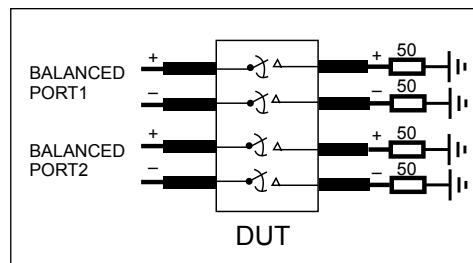 + + 50
BALANCED
PORT1
− − 50
+ + 50
BALANCED
PORT2
− − 50
DUT